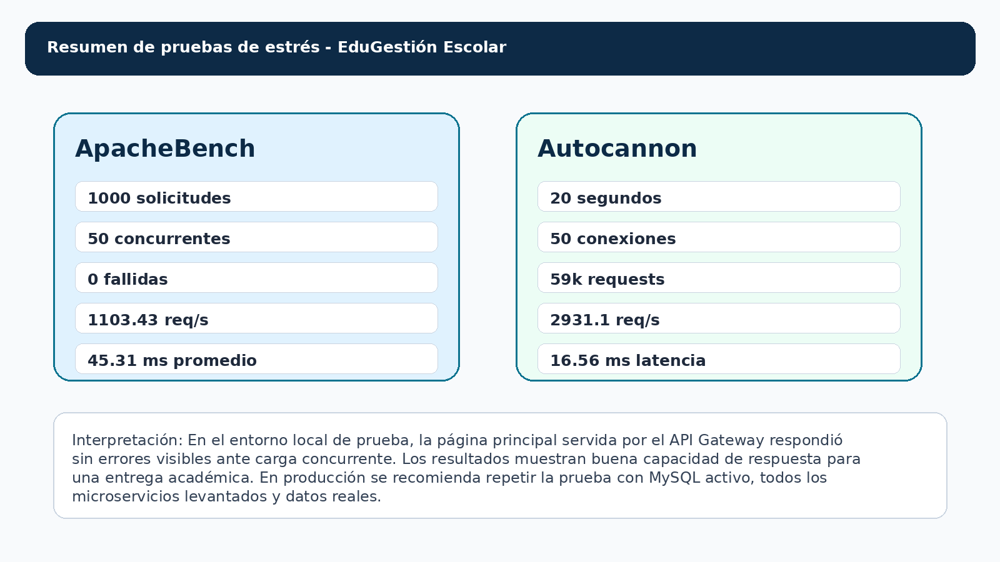 Resumen de pruebas de estrés - EduGestión Escolar
ApacheBench
1000 solicitudes
50 concurrentes
0 fallidas
1103.43 req/s
45.31 ms promedio
Autocannon
20 segundos
50 conexiones
59k requests
2931.1 req/s
16.56 ms latencia
Interpretación: En el entorno local de prueba, la página principal servida por el API Gateway respondió
sin errores visibles ante carga concurrente. Los resultados muestran buena capacidad de respuesta para
una entrega académica. En producción se recomienda repetir la prueba con MySQL activo, todos los
microservicios levantados y datos reales.